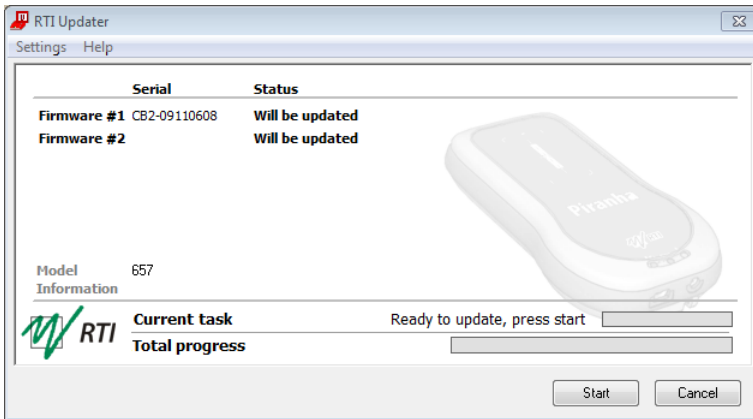 RTI Updater
Settings Help
Serial Status
Firmware #1 CB2-09110608 Will be updated
Firmware #2 Will be updated
Piranha
Model Information 657
RTI Current task Ready to update, press start
Total progress
Start Cancel